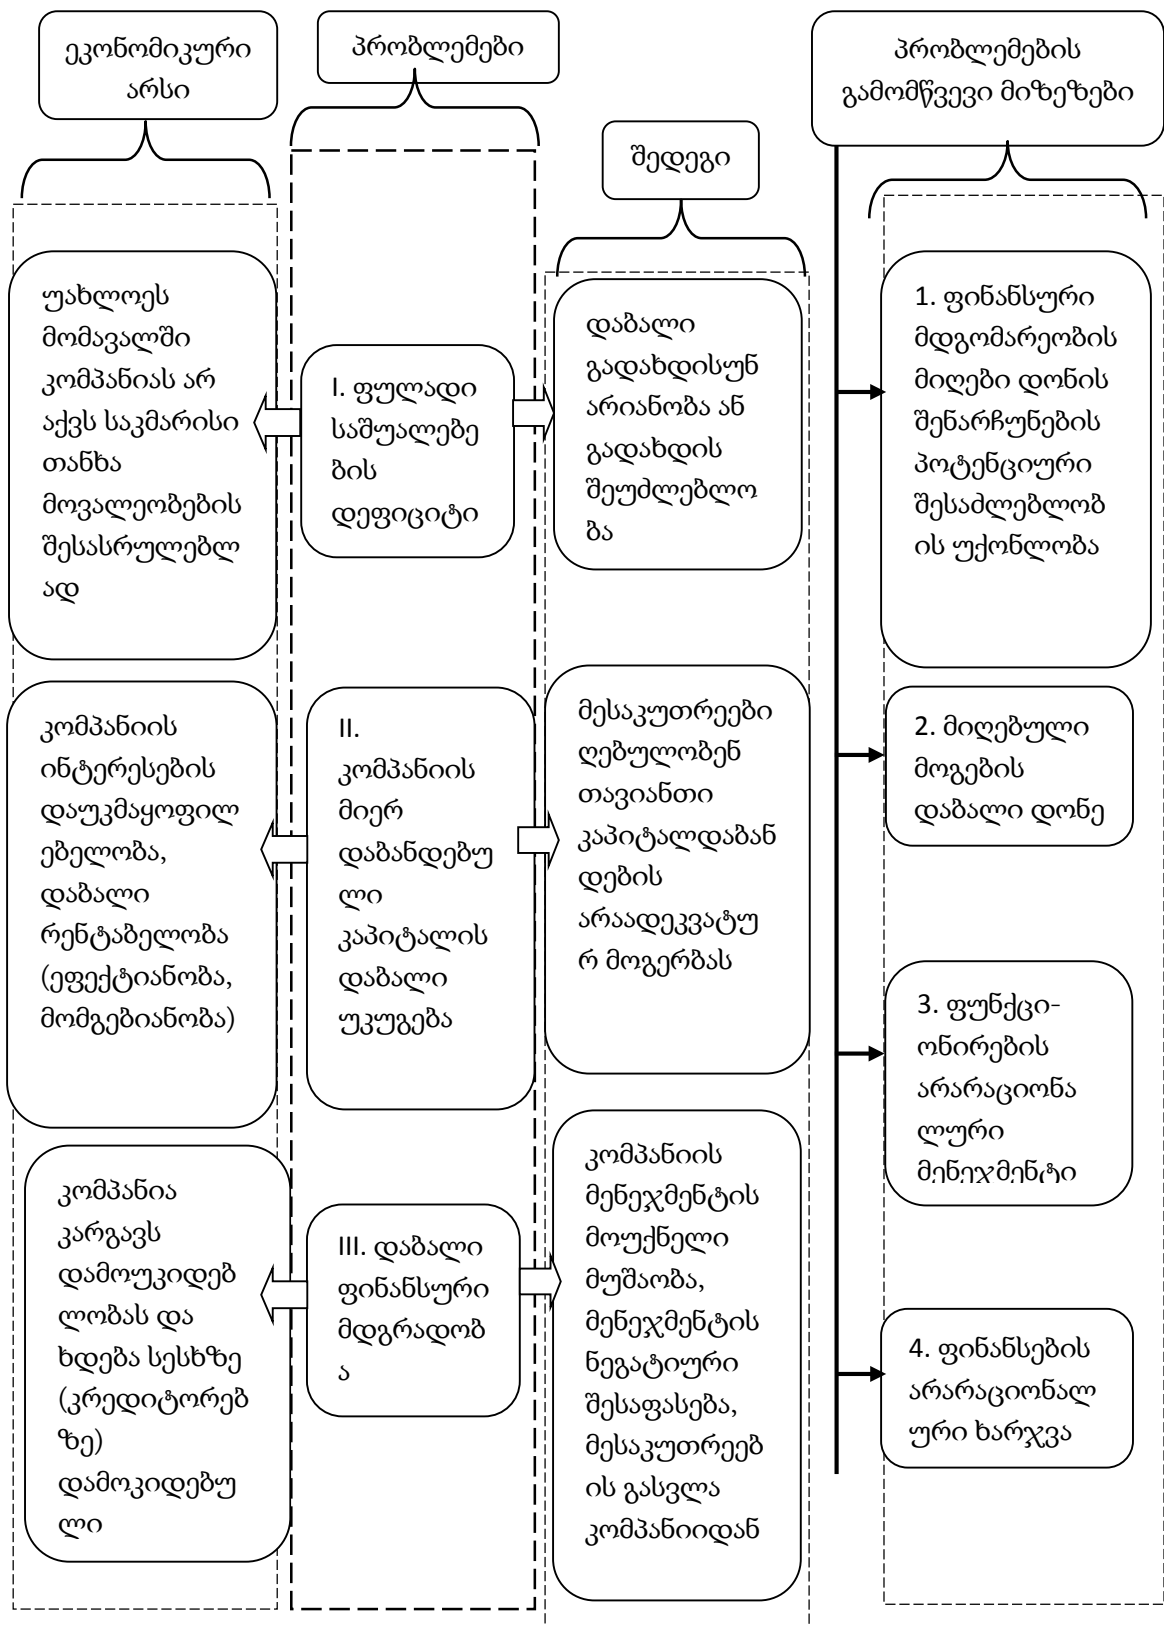 ეკონომიკური
არსი
პრობლემები
შედეგი
პრობლემების
გამომწვევი მიზეზები
უახლოეს
მომავალში
კომპანიას არ
აქვს საკმარისი
თანხა
მოვალეობების
შესასრულებლ
ად
I. ფულადი
საშუალებე
ბის
დეფიციტი
დაბალი
გადახდისუნ
არიანობა ან
გადახდის
შეუძლებლო
ბა
1. ფინანსური
მდგომარეობის
მიღები დონის
შენარჩუნების
პოტენციური
შესაძლებლობ
ის უქონლობა
კომპანიის
ინტერესების
დაუკმაყოფილ
ებელობა,
დაბალი
რენტაბელობა
(ეფექტიანობა,
მომგებიანობა)
II.
კომპანიის
მიერ
დაბანდებუ
ლი
კაპიტალის
დაბალი
უკუგება
მესაკუთრეები
ღებულობენ
თავიანთი
კაპიტალდაბან
დების
არაადეკვატუ
რ მოგერბას
2. მიღებული
მოგების
დაბალი დონე
3. ფუნქცი-
ონირების
არარაციონა
ლური
მენეჯმენტი
კომპანია
კარგავს
დამოუკიდებ
ლობას და
ხდება სესხზე
(კრედიტორებ
ზე)
დამოკიდებუ
ლი
III. დაბალი
ფინანსური
მდგრადობ
ა
კომპანიის
მენეჯმენტის
მოუქნელი
მუშაობა,
მენეჯმენტის
ნეგატიური
შესაფასება,
მესაკუთრეებ
ის გასვლა
კომპანიიდან
4. ფინანსების
არარაციონალ
ური ხარჯვა